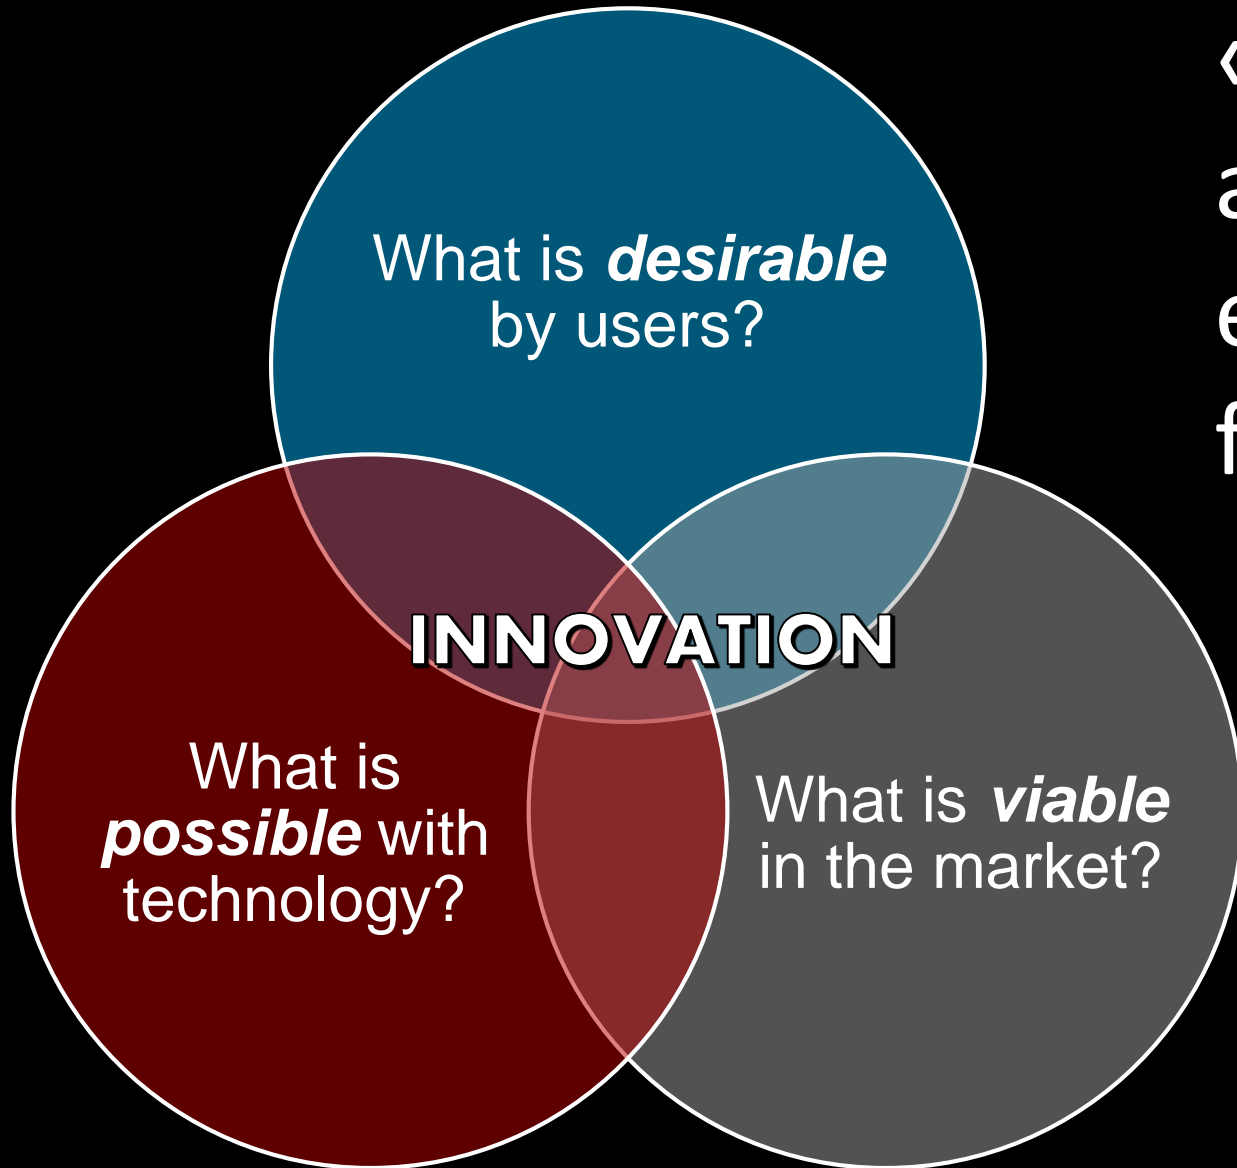 What is desirable
by users?
INNOVATION
What is
possible with
technology?
What is viable
in the market?